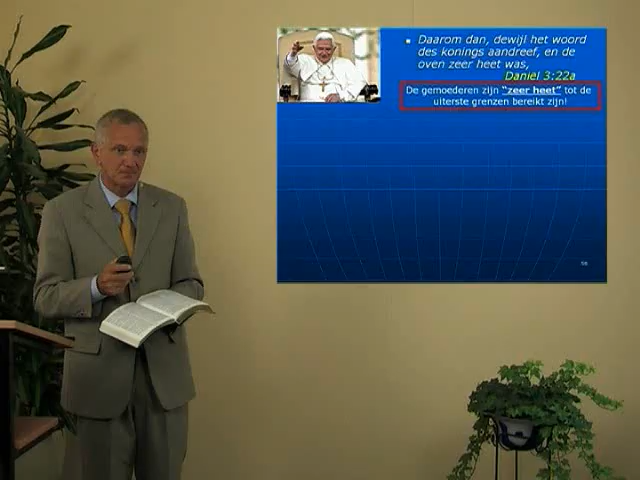 Daarom dan, dewijl het woord
des konings aandreef, en de
oven zeer heet was,
Daniël 3:22a
De gemoederen zijn “zeer heet” tot de
uiterste grenzen bereikt zijn!